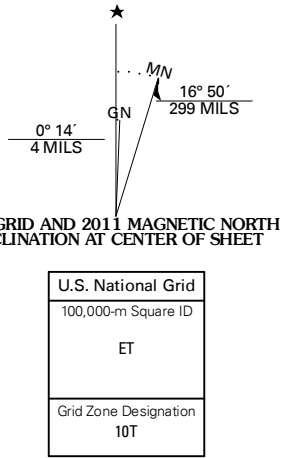 MN
GN
16° 50´
299 MILS
0° 14´
4 MILS
GRID AND 2011 MAGNETIC NORTH
CLINATION AT CENTER OF SHEET
U.S. National Grid
100,000-m Square ID
ET
Grid Zone Designation
10T